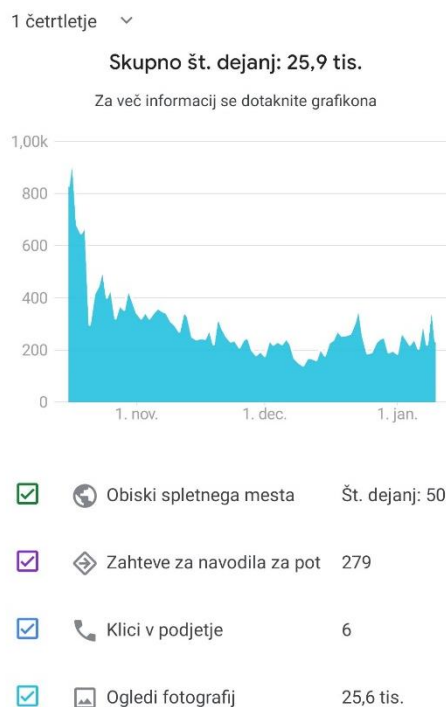 1 četrtletje
Skupno št. dejanj: 25,9 tis.
Za več informacij se dotaknite grafikona
1,00k
800
600
400
200
0
1. nov. 1. dec. 1. jan.
Obiski spletnega mesta Št. dejanj: 50
Zahteve za navodila za pot 279
Klici v podjetje 6
Ogledi fotografij 25,6 tis.